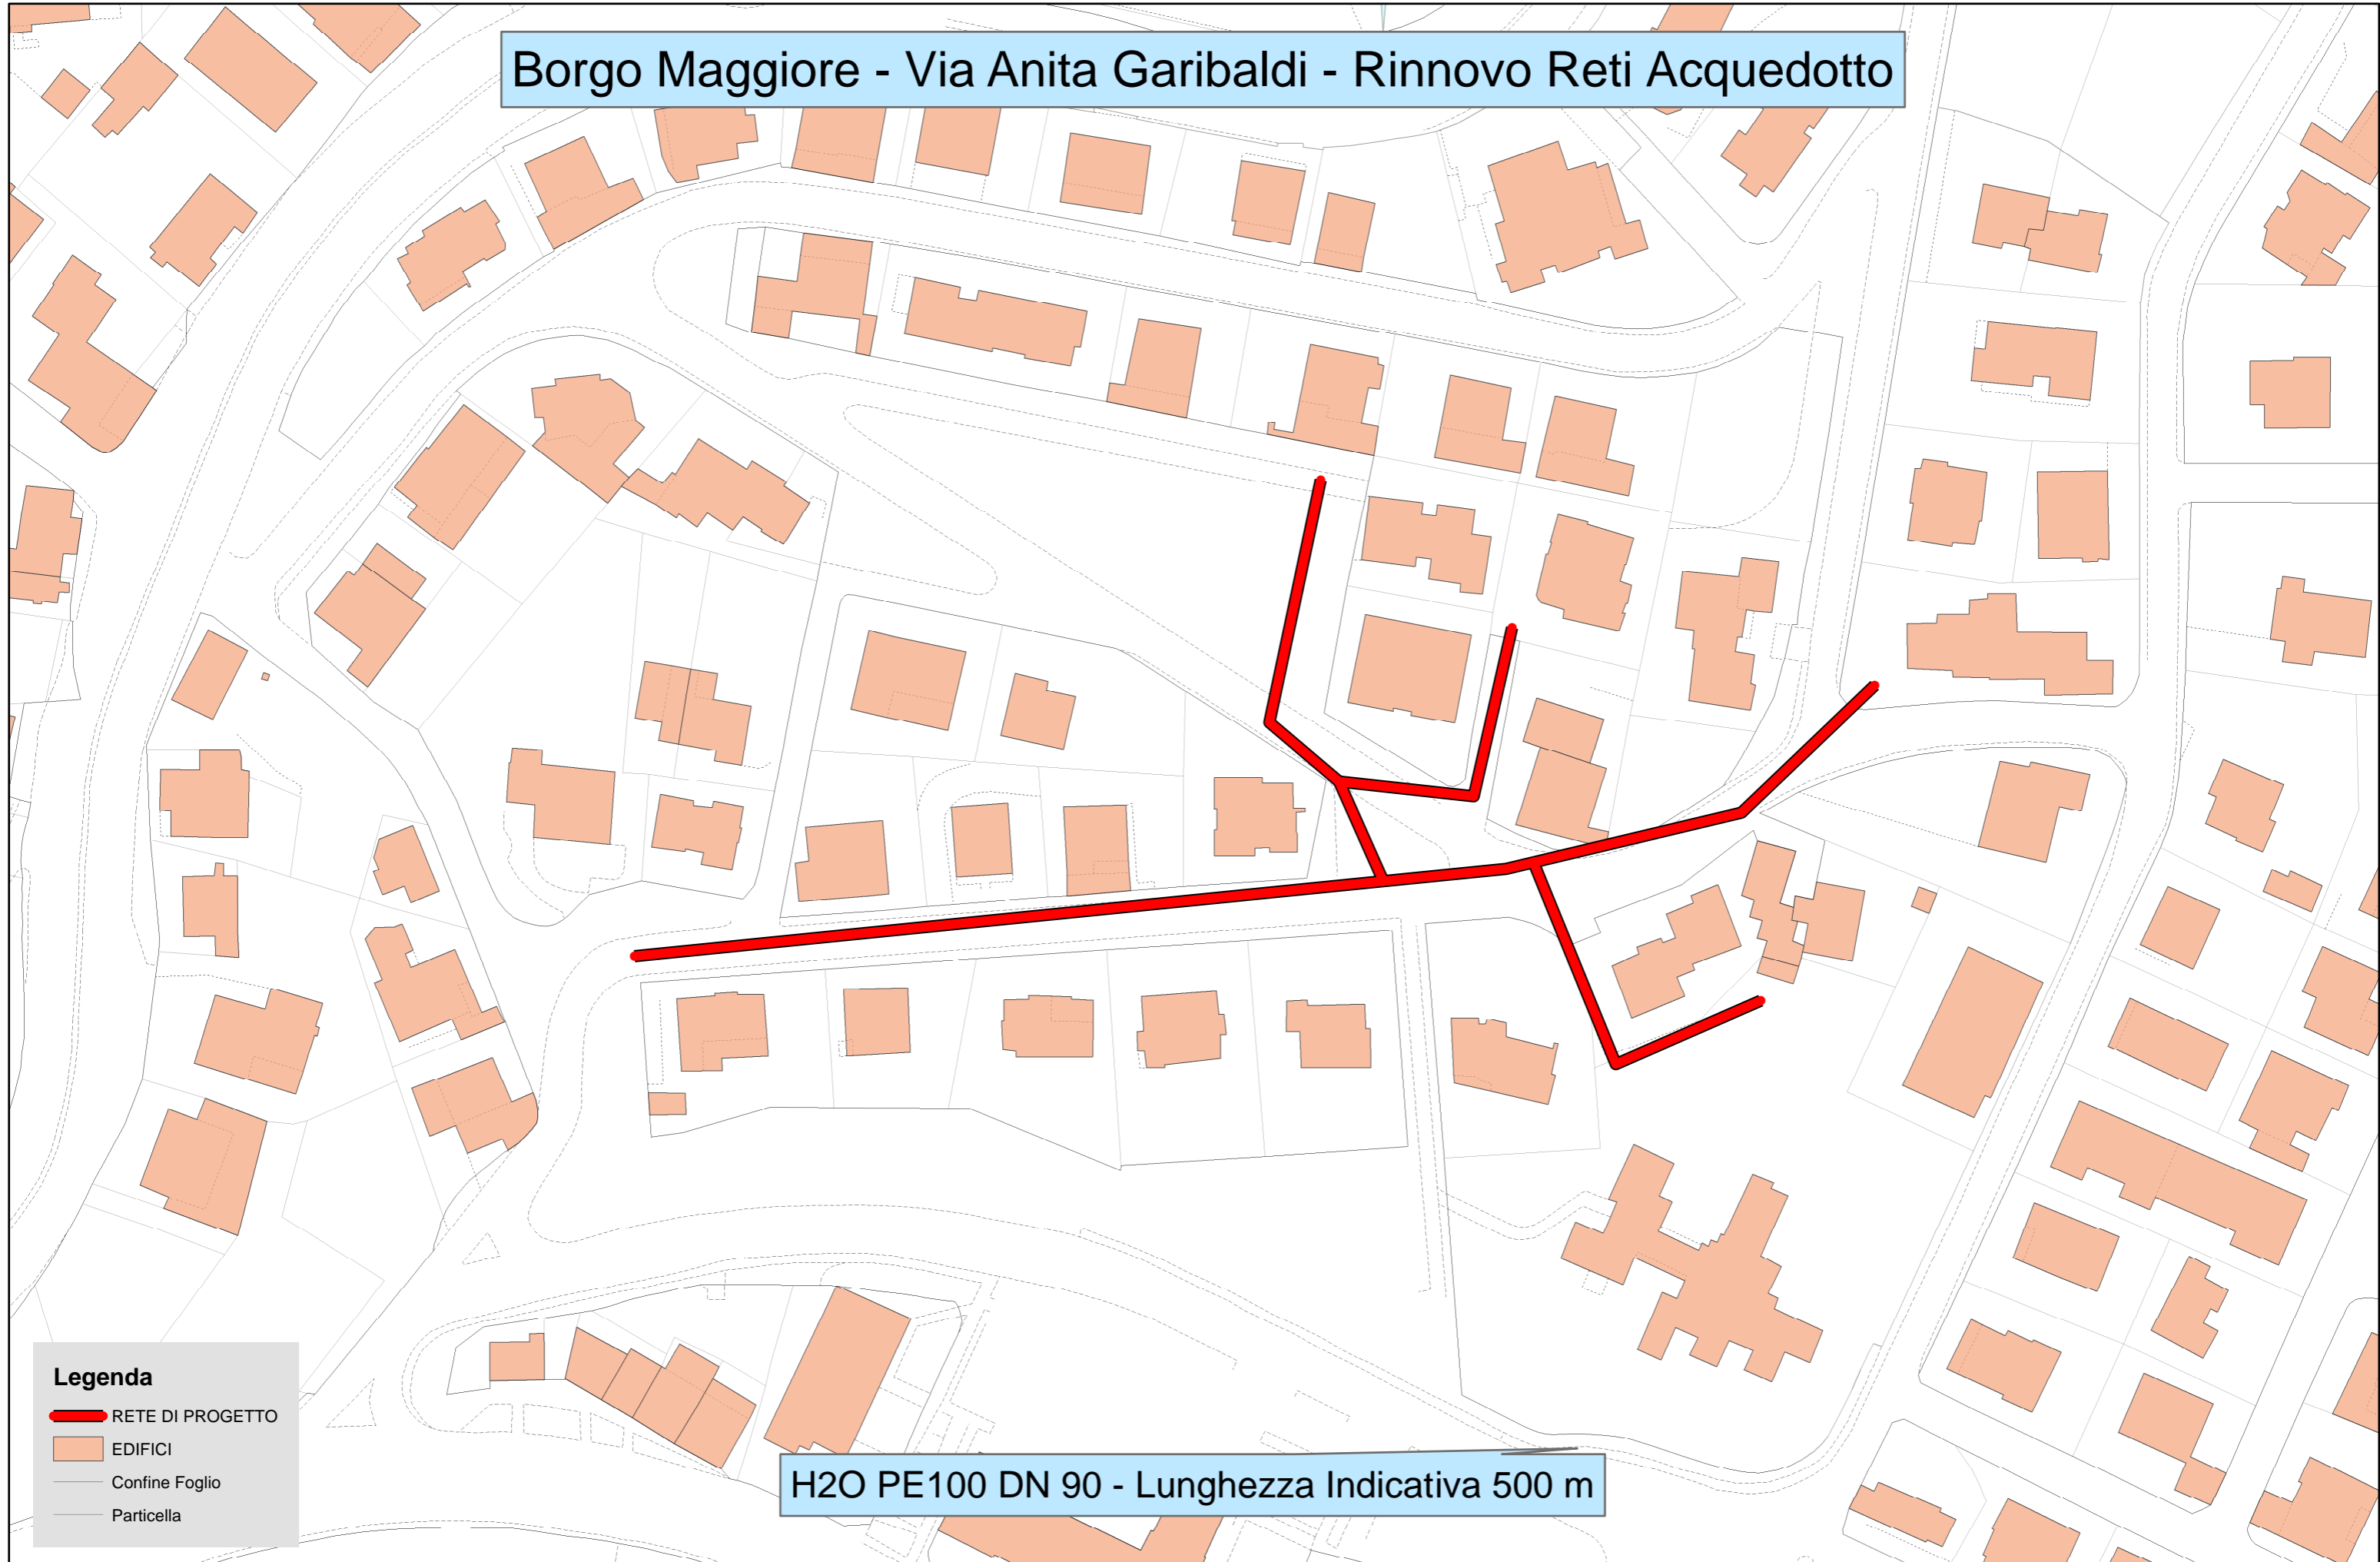 Borgo Maggiore - Via Anita Garibaldi - Rinnovo Reti Acquedotto
Legenda
RETE DI PROGETTO
EDIFICI
Confine Foglio
Particella
H2O PE100 DN 90 - Lunghezza Indicativa 500 m